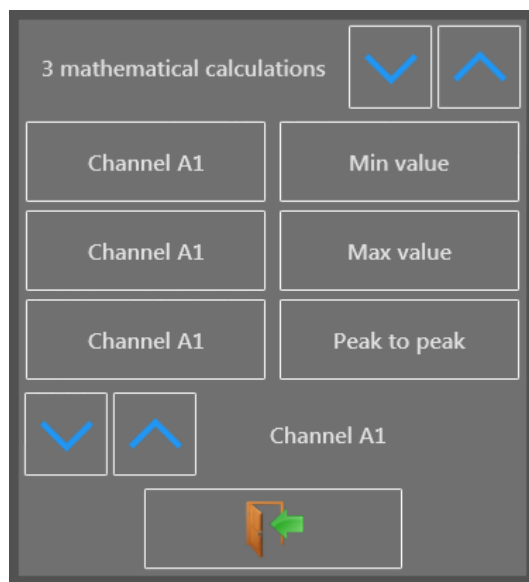 3 mathematical calculations
Channel A1 Min value
Channel A1 Max value
Channel A1 Peak to peak
Channel A1